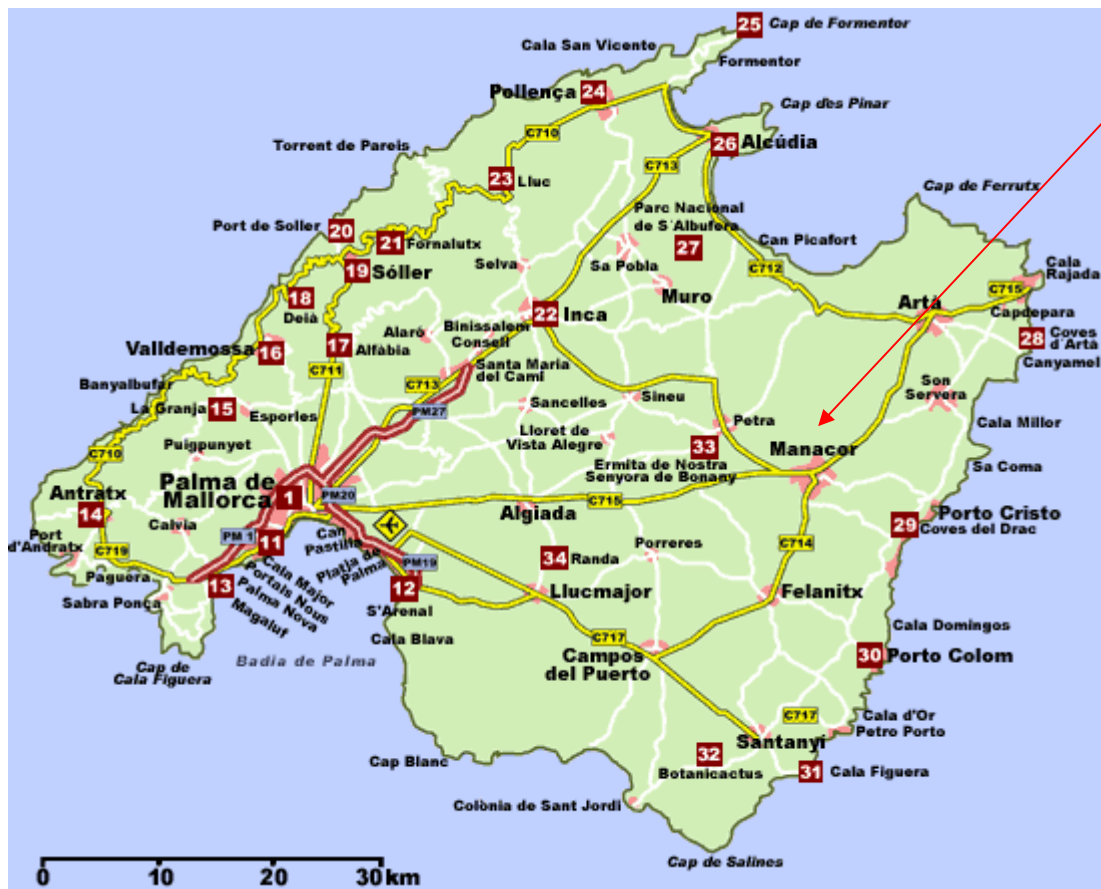 25 Cap de Formentor
Cala San Vicente
Formentor
Pollença 24
Cap des Pinar
C710
26 Alcúdia
Torrent de Pareis
C713
23 Lluc
Cap de Ferrutx
Parc Nacional
de S´Albufera
27
Port de Soller 20
21 Fornalutx
Can Picafort
Sa Pobla
Selva
19 Sóller
C712
Cala
Rajada
Muro
C715
18
Deià
Artà
Capdepara
22 Inca
Binissalem
Consell
Alaró
28 Coves
d´Artà
Canyamel
Valldemossa 16
17 Alfàbia
Santa Maria
del Camí
C711
C713
Banyalbufar
Son
Servera
La Granja 15
Esporles
PM27
Sancelles
Sineu
Petra
Cala Millor
Puigpunyet
Lloret de
Vista Alegre
33
Manacor
C710
Ermita de Nostra
Senyora de Bonany
Sa Coma
Palma de
Mallorca 1
PM20
Antratx
14
C715
Algiada
Porto Cristo
29
Coves del Drac
Calvia
PM 1
11
Can
Pastilla
Platja de
Palma
C714
Port
d'Andratx
C719
Cala Major
Portals Nous
Palma Nova
Magaluf
PM19
34 Randa
Porreres
Paguera
13
12
S'Arenal
Llucmajor
Felanitx
Sabra Ponça
Cala Blava
Cala Domingos
C717
Cap de
Cala Figuera
Badia de Palma
Campos
del Puerto
30
Porto Colom
C717
Cala d'Or
Petro Porto
Santanyí
Cap Blanc
32
Botanicactus
31 Cala Figuera
Colònia de Sant Jordi
Cap de Salines
0 10 20 30 km